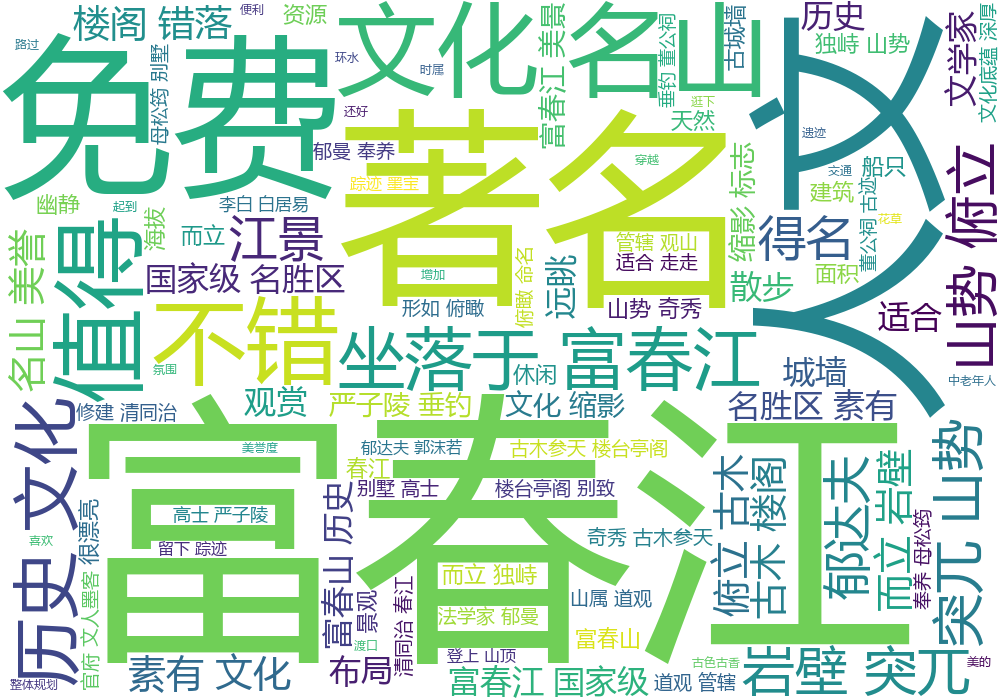 楼阁 错落
便利
资源
文化 名山
历史
文学家
路过
免费
母松筠 别墅
环水
时属
富春江 美景
垂钓 董公祠
古城墙
独峙 山势
文化底蕴 深厚
还好
逛下
天然
人文
遗迹
郁曼 奉养
著名
穿越
交通
船只
踪迹 墨宝
标志
缩影
建筑
俯立
山势
幽静
起到
海拔
李白 白居易
花草
古迹
董公祠
名山 美誉
值得
而立
江景
管辖 观山
适合 走走
得名
面积
国家级 名胜区
增加
俯瞰 命名
远眺
散步
不错
形如 俯瞰
山势 奇秀
适合
坐落于 富春江
氛围
休闲
城墙
中老年人
修建 清同治
观赏
严子陵 垂钓
文化 缩影
名胜区 素有
历史 文化
富春江
美誉度
郁达夫 郭沫若
古木参天 楼台亭阁
突兀 山势
春江
别墅 高士
楼台亭阁 别致
俯立 古木
古木 楼阁
郁达夫
而立 岩壁
很漂亮
高士 严子陵
富春山 历史
奇秀 古木参天
奉养 母松筠
喜欢
留下 踪迹
官府 文人墨客
而立 独峙
山属 道观
景观
清同治 春江
法学家 郁曼
富春山
渡口
登上 山顶
素有 文化
布局
富春江 国家级
道观 管辖
古色古香
岩壁 突兀
美的
整体规划